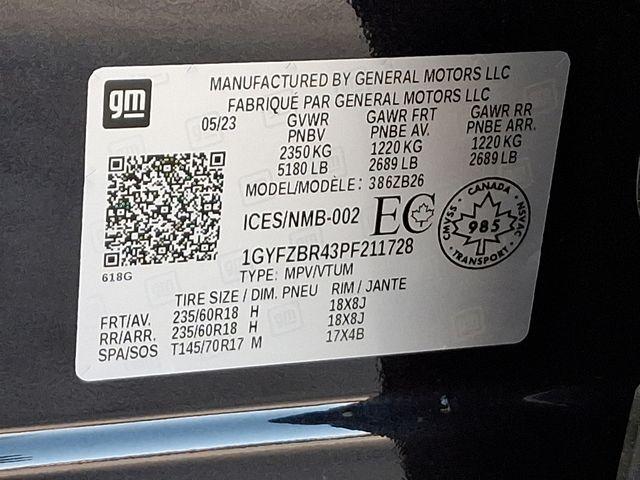 gm
MANUFACTURED BY GENERAL MOTORS LLC
FABRIQUÉ PAR GENERAL MOTORS LLC
05/23 GVWR GAWR FRT GAWR RR
PNBV PNBE AV. PNBE ARR.
2350 KG 1220 KG 1220 KG
5180 LB 2689 LB 2689 LB
MODEL/MODÈLE: 386ZB26
ICES/NMB-002 EC
CANADA
CMVSS 985 NSVAC
TRANSPORT
1GYFZBR43PF211728
618G
TYPE: MPV/VTUM
TIRE SIZE / DIM. PNEU RIM / JANTE
FRT/AV. 235/60R18 H 18X8J
RR/ARR. 235/60R18 H 18X8J
SPA/SOS T145/70R17 M 17X4B